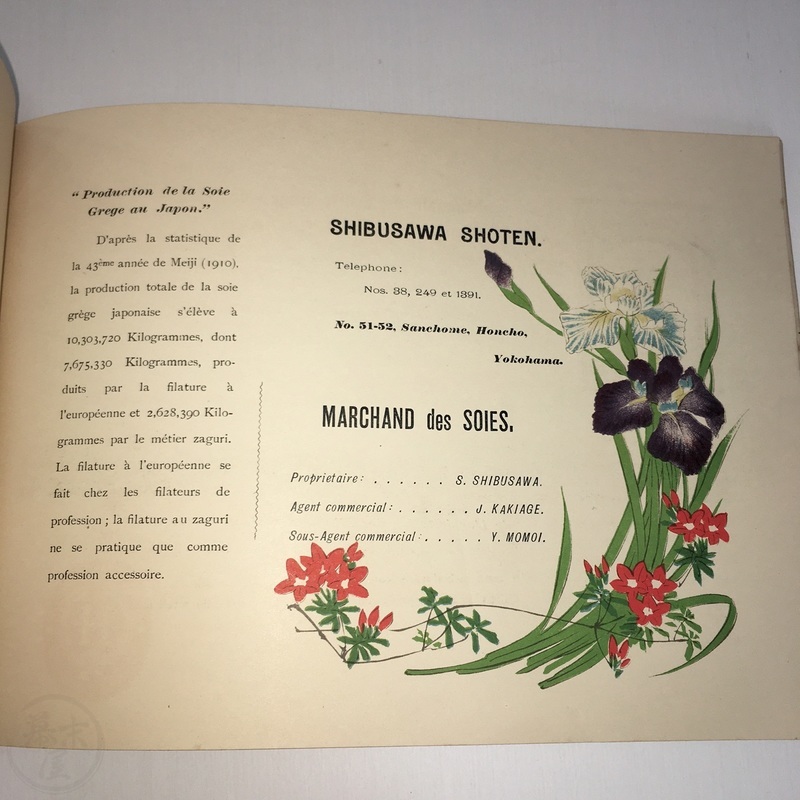 “ Production de la Soie
Grege au Japon.”
D'après la statistique de
la 43ème année de Meiji (1910),
la production totale de la soie
grège japonaise s'élève à
10,303,720 Kilogrammes, dont
7,675,330 Kilogrammes, pro-
duits par la filature à
l'européenne et 2,628,390 Kilo-
grammes par le métier zaguri.
La filature à l'européenne se
fait chez les filateurs de
profession ; la filature au zaguri
ne se pratique que comme
profession accessoire.
SHIBUSAWA SHOTEN.
Telephone:
Nos. 38, 249 et 1391.
No. 51-52, Sanchome, Honcho,
Yokohama.
MARCHAND des SOIES.
Proprietaire: . . . . . . S. SHIBUSAWA.
Agent commercial: . . . . . . J. KAKIAGE.
Sous-Agent commercial: . . . . . Y. MOMOI.
幕末屋